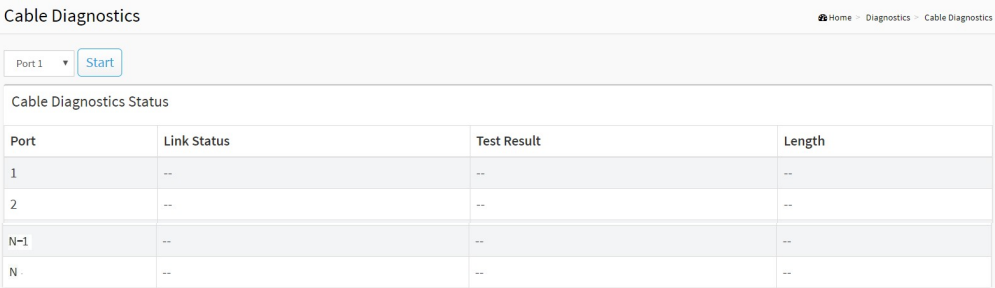 Cable Diagnostics
Home > Diagnostics > Cable Diagnostics
Port 1 Start
Cable Diagnostics Status
Port Link Status Test Result Length
1 -- -- --
2 -- -- --
N-1 -- -- --
N -- -- --